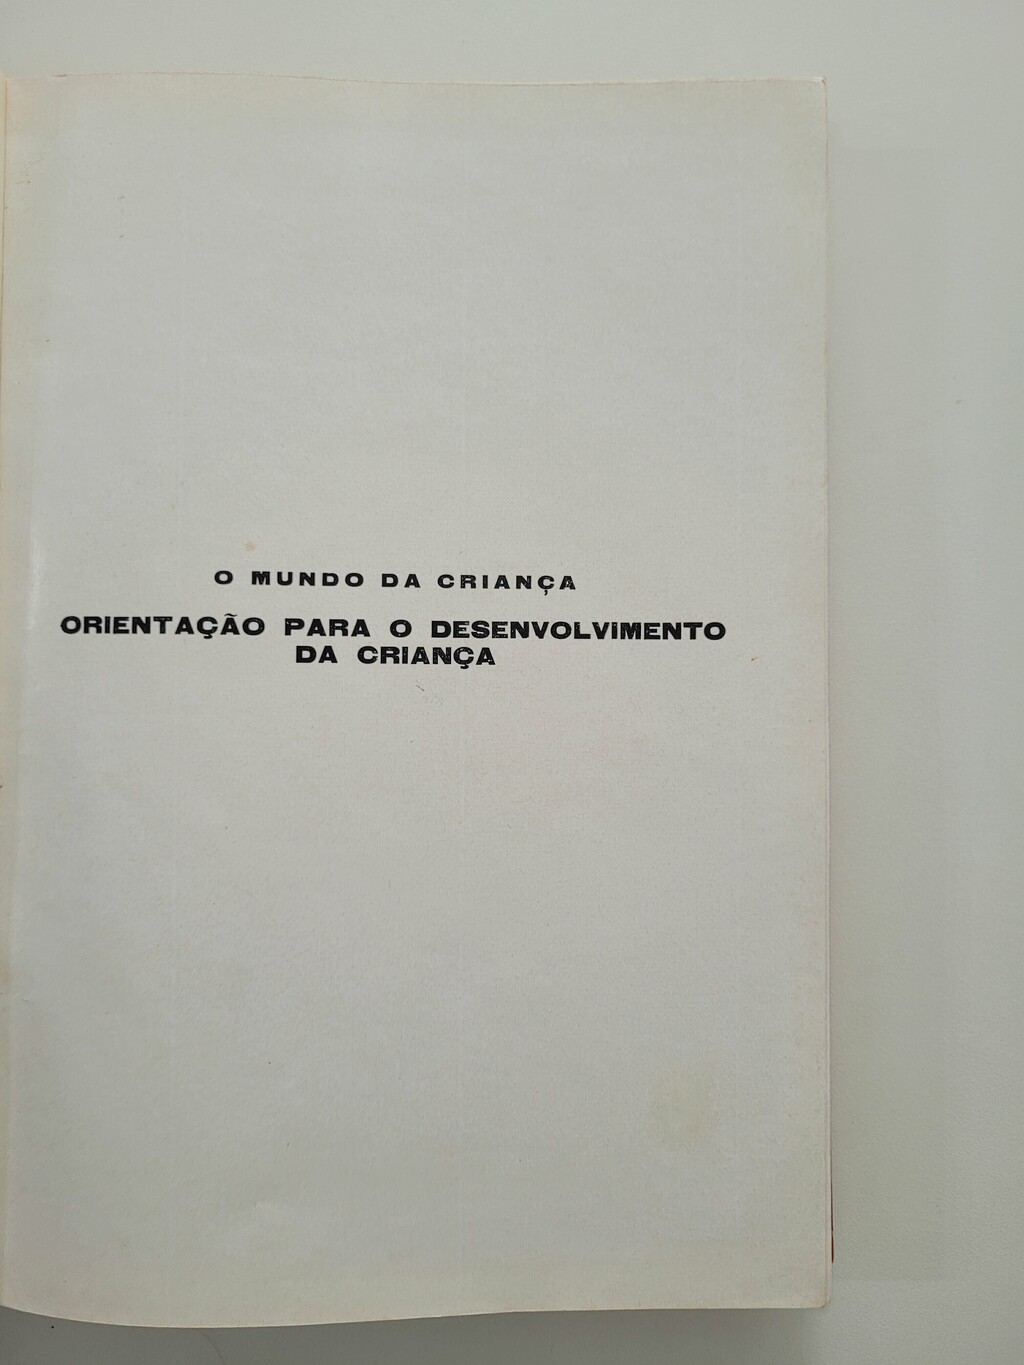 O MUNDO DA CRIANÇA
ORIENTAÇÃO PARA O DESENVOLVIMENTO
DA CRIANÇA